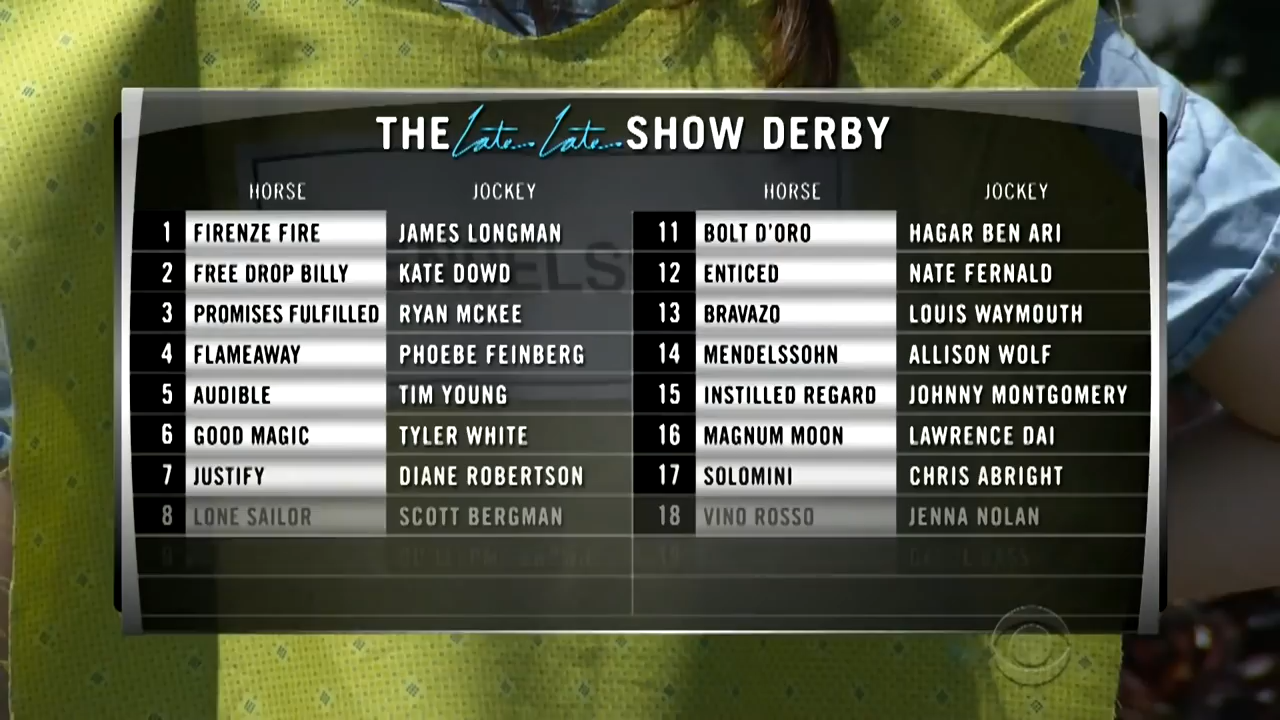 THE Late Late SHOW DERBY
HORSE JOCKEY HORSE JOCKEY
1 FIRENZE FIRE JAMES LONGMAN 11 BOLT D'ORO HAGAR BEN ARI
2 FREE DROP BILLY KATE DOWD 12 ENTICED NATE FERNALD
3 PROMISES FULFILLED RYAN MCKEE 13 BRAVAZO LOUIS WAYMOUTH
4 FLAMEAWAY PHOEBE FEINBERG 14 MENDELSSOHN ALLISON WOLF
5 AUDIBLE TIM YOUNG 15 INSTILLED REGARD JOHNNY MONTGOMERY
6 GOOD MAGIC TYLER WHITE 16 MAGNUM MOON LAWRENCE DAI
7 JUSTIFY DIANE ROBERTSON 17 SOLOMINI CHRIS ABRIGHT
8 LONE SAILOR SCOTT BERGMAN 18 VINO ROSSO JENNA NOLAN
9 19